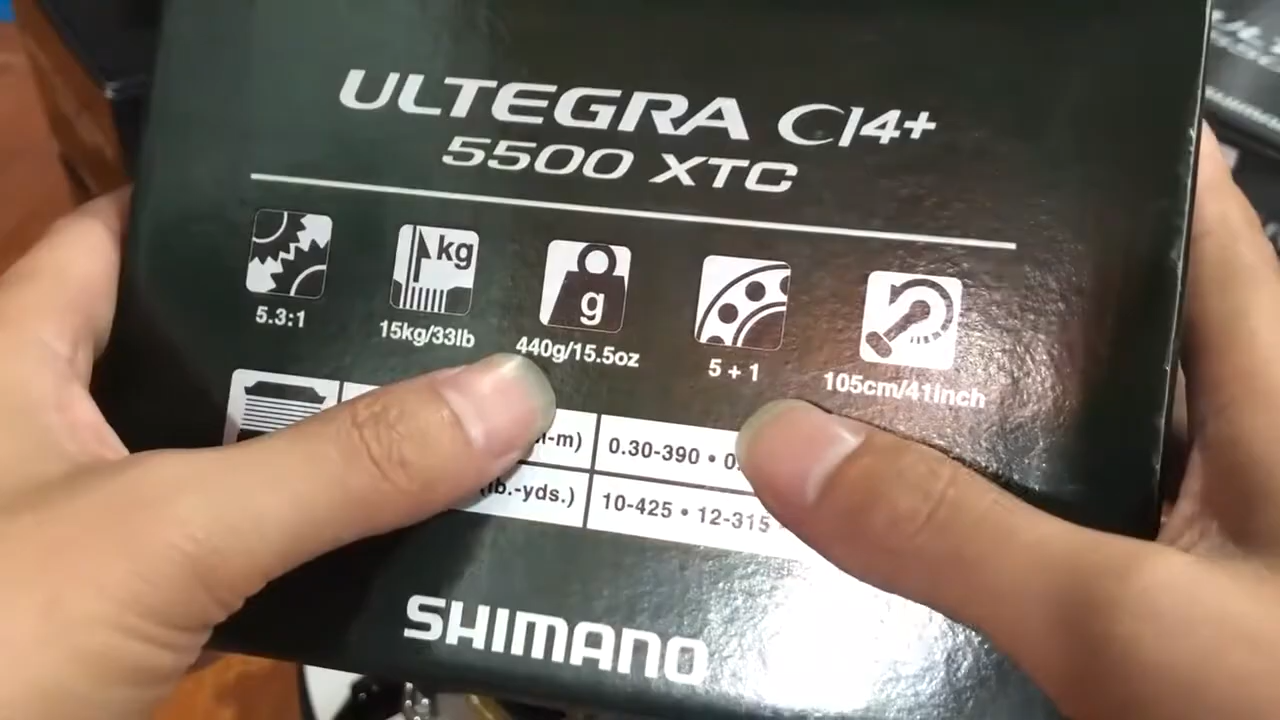 ULTEGRA CI4+
5500 XTC
kg
g
5.3:1
15kg/33lb
440g/15.5oz
5 + 1
105cm/41inch
-m) 0.30-390 • 0.
(lb.-yds.) 10-425 • 12-315
SHIMANO